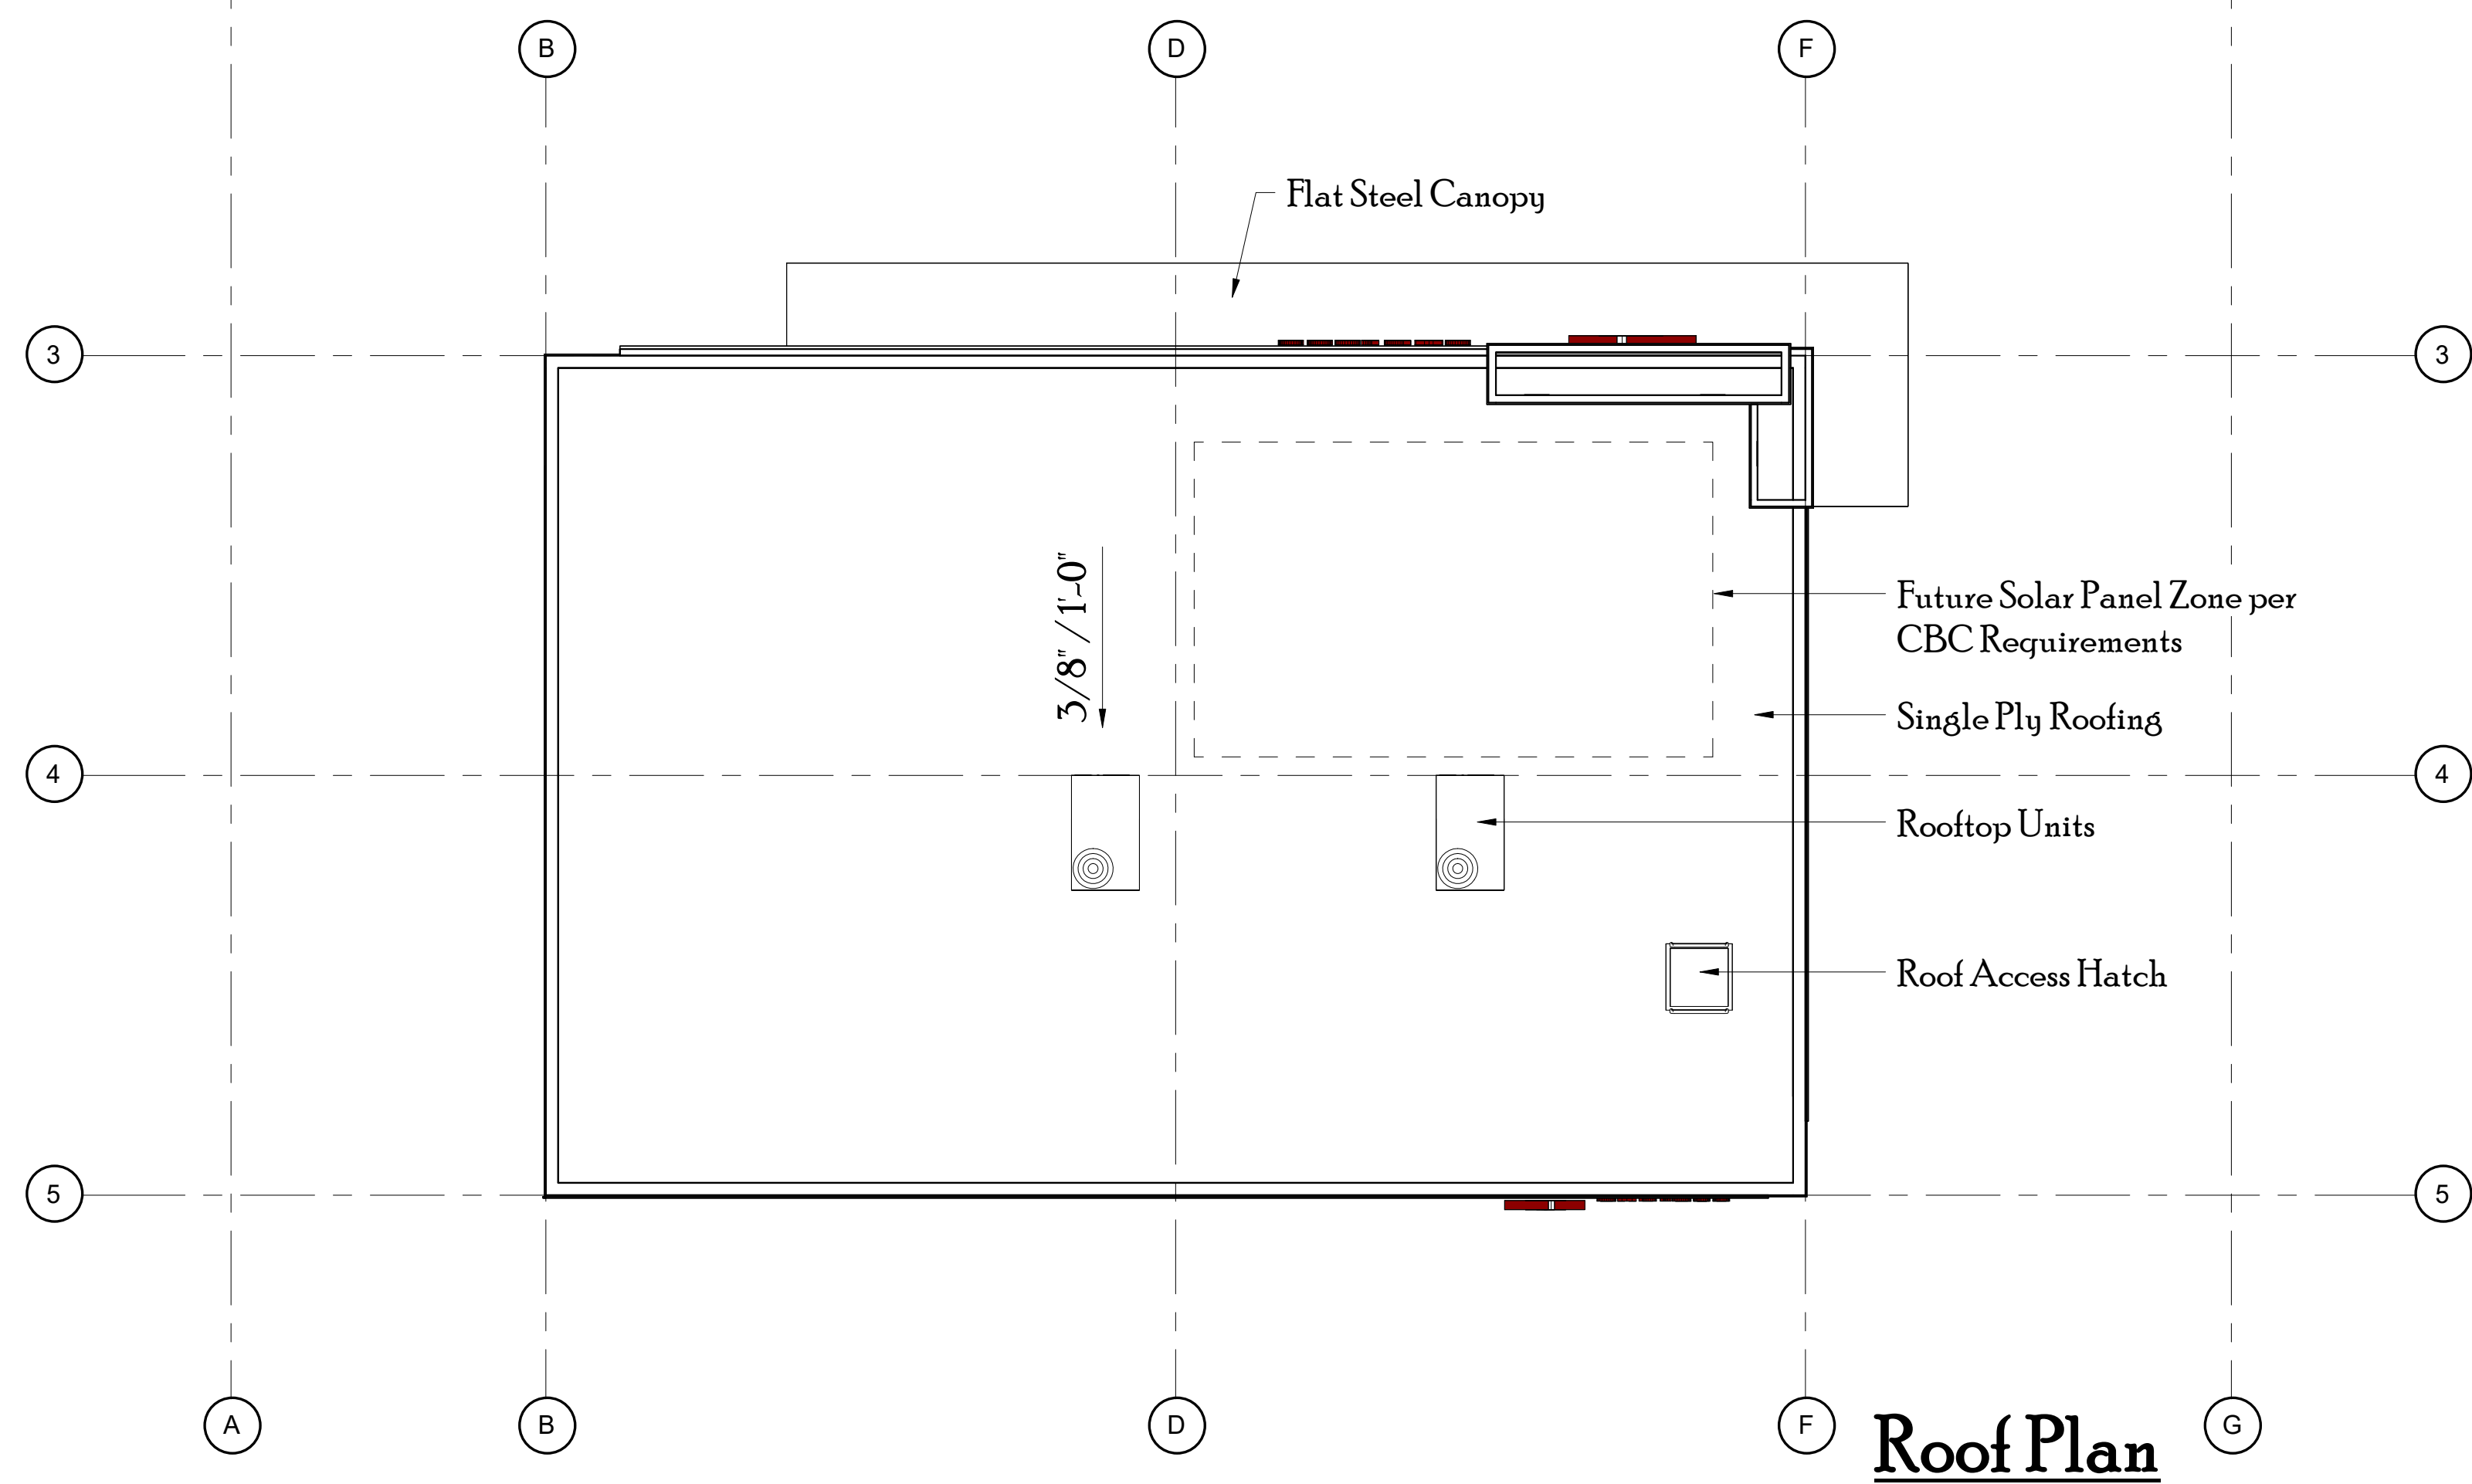 B
D
F
Flat Steel Canopy
3
3
3/8" / 1'-0"
Future Solar Panel Zone per
CBC Requirements
Single Ply Roofing
4
4
Rooftop Units
Roof Access Hatch
5
5
A
B
D
F
G
Roof Plan